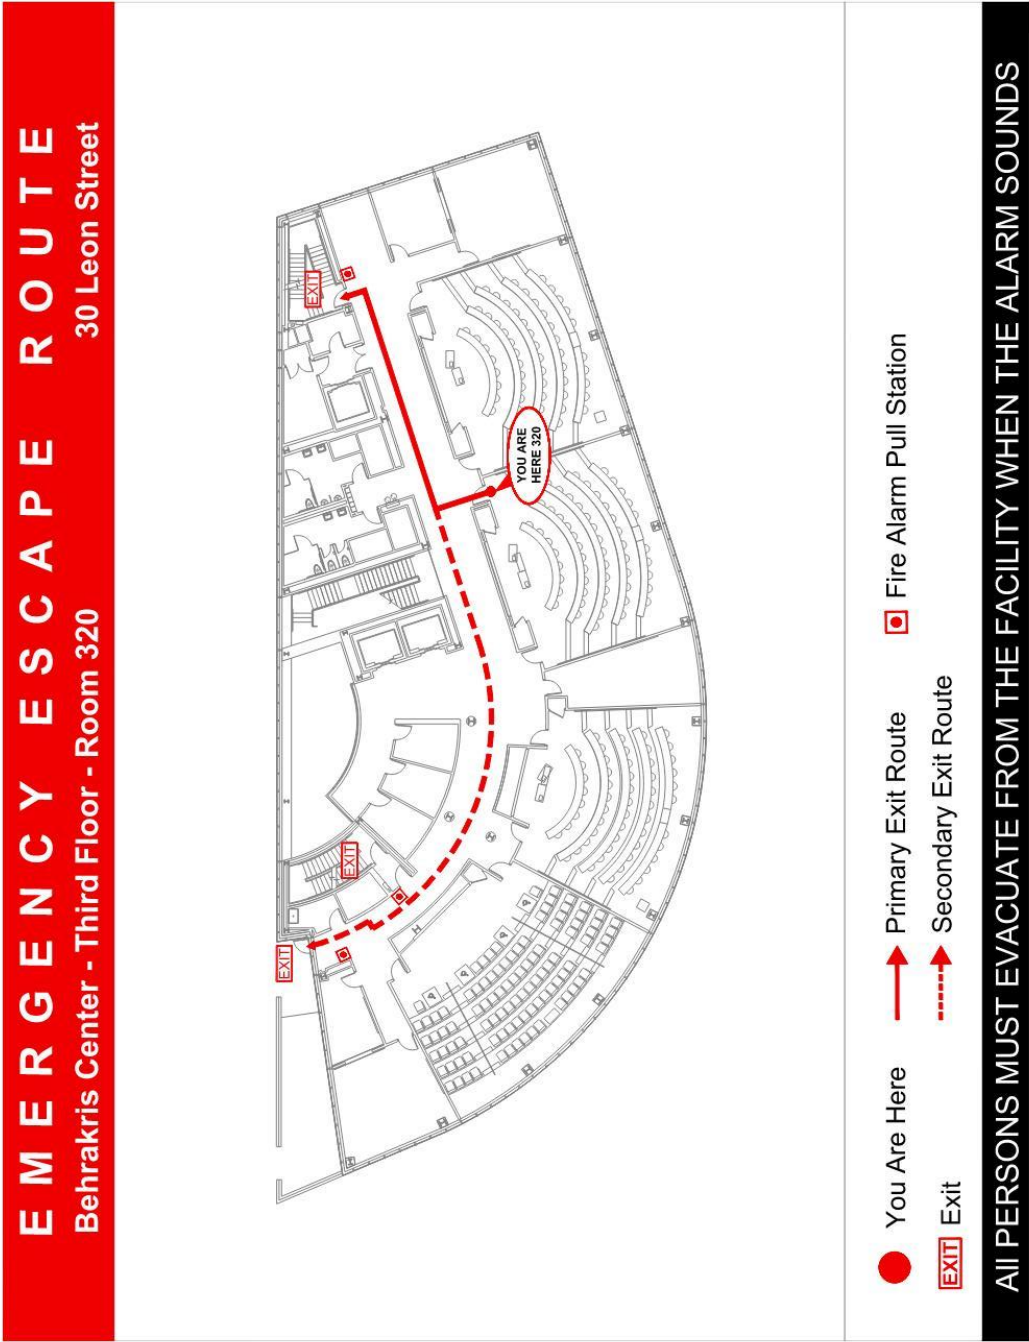 EMERGENCY ESCAPE ROUTE
Behrakris Center - Third Floor - Room 320
30 Leon Street
EXIT
EXIT
EXIT
YOU ARE
HERE 320
You Are Here
Primary Exit Route
Fire Alarm Pull Station
EXIT Exit
Secondary Exit Route
All PERSONS MUST EVACUATE FROM THE FACILITY WHEN THE ALARM SOUNDS